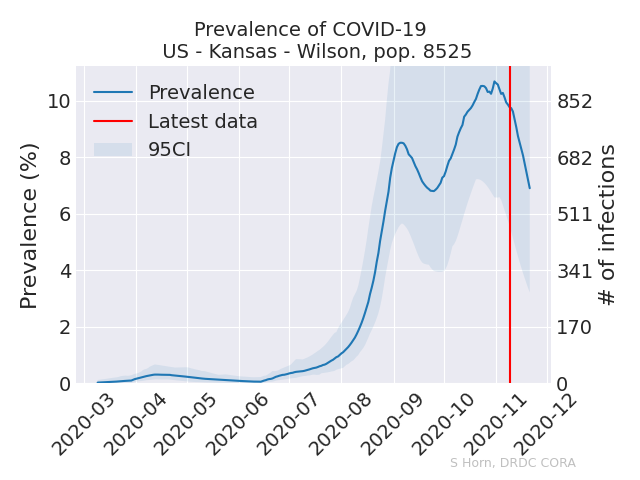 Prevalence of COVID-19
US - Kansas - Wilson, pop. 8525
Prevalence
Latest data
95CI
Prevalence (%)
10
8
6
4
2
0
852
682
511
341
170
0
# of infections
2020-03
2020-04
2020-05
2020-06
2020-07
2020-08
2020-09
2020-10
2020-11
2020-12
S Horn, DRDC CORA